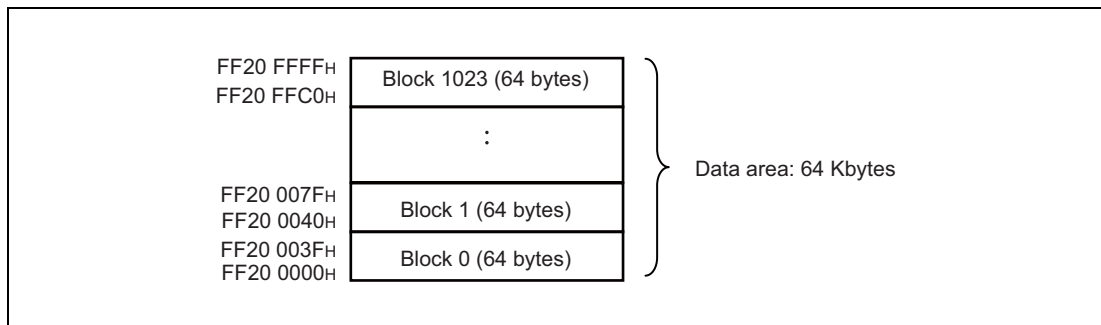 FF20 FFFFH
Block 1023 (64 bytes)
FF20 FFC0H
:
Data area: 64 Kbytes
FF20 007FH
Block 1 (64 bytes)
FF20 0040H
FF20 003FH
Block 0 (64 bytes)
FF20 0000H